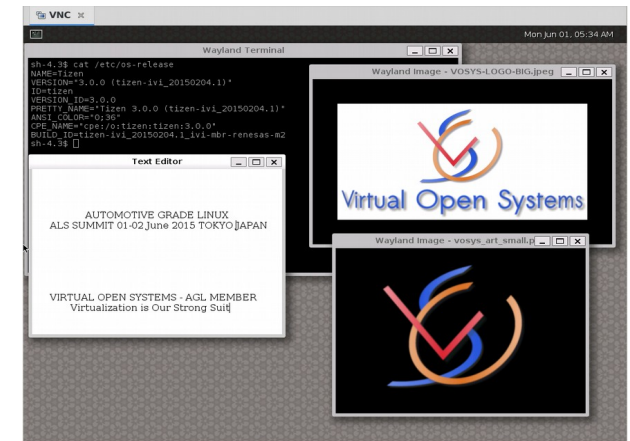 VNC
Mon Jun 01, 05:34 AM
Wayland Terminal
sh-4.3$ cat /etc/os-release
NAME=Tizen
VERSION="3.0.0 (tizen-ivi_20150204.1)"
ID=tizen
VERSION_ID=3.0.0
PRETTY_NAME="Tizen 3.0.0 (tizen-ivi_20150204.1)"
ANSI_COLOR="0;36"
CPE_NAME="cpe:/o:tizen:tizen:3.0.0"
BUILD_ID=tizen-ivi_20150204.1_ivi-mbr-renesas-m2
sh-4.3$
Wayland Image - VOSYS-LOGO-BIG.jpeg
Virtual Open Systems
Text Editor
AUTOMOTIVE GRADE LINUX
ALS SUMMIT 01-02 June 2015 TOKYO JAPAN
VIRTUAL OPEN SYSTEMS - AGL MEMBER
Virtualization is Our Strong Suit
Wayland Image - vosys_art_small.p